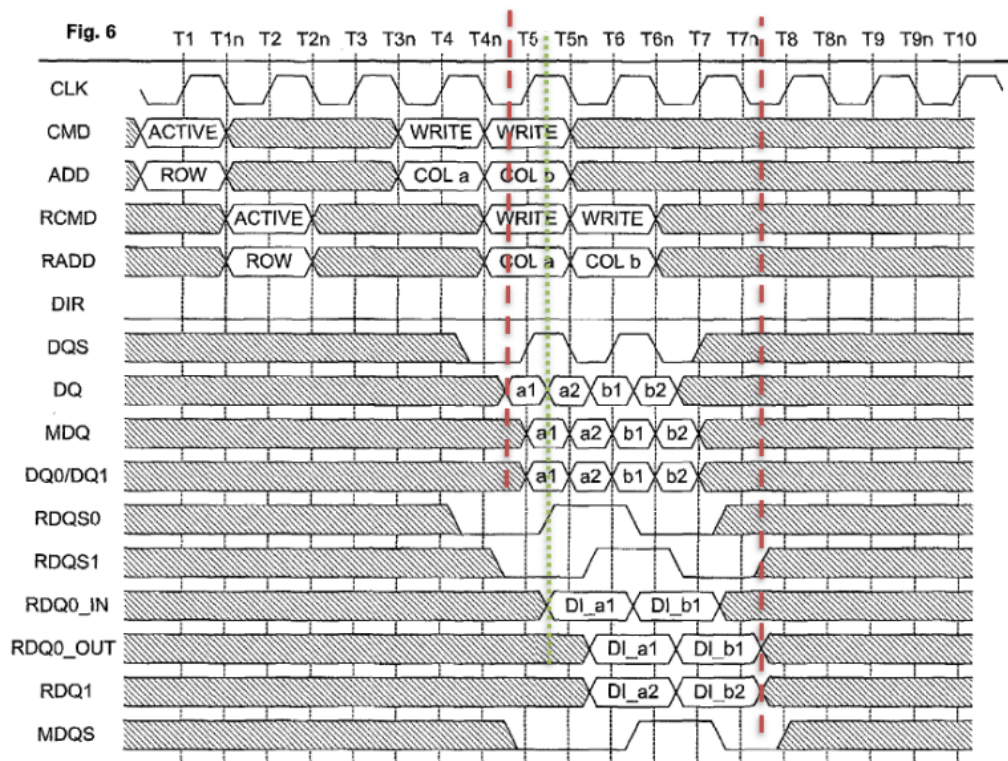 Fig. 6
T1 T1n T2 T2n T3 T3n T4 T4n T5 T5n T6 T6n T7 T7n T8 T8n T9 T9n T10
CLK
CMD ACTIVE WRITE WRITE
ADD ROW COL a COL b
RCMD ACTIVE WRITE WRITE
RADD ROW COL a COL b
DIR
DQS
DQ a1 a2 b1 b2
MDQ a1 a2 b1 b2
DQ0/DQ1 a1 a2 b1 b2
RDQS0
RDQS1
RDQ0_IN DI_a1 DI_b1
RDQ0_OUT DI_a1 DI_b1
RDQ1 DI_a2 DI_b2
MDQS